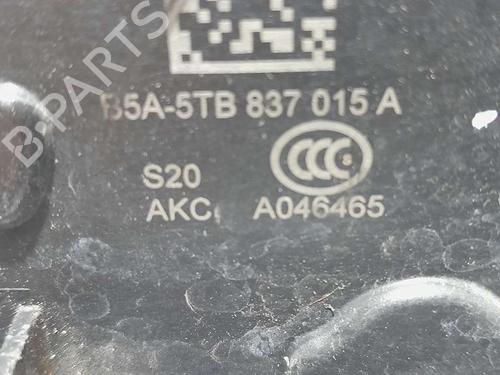 B-PARTS
B5A-5TB 837 015 A
CCC S
S20
AKC A046465